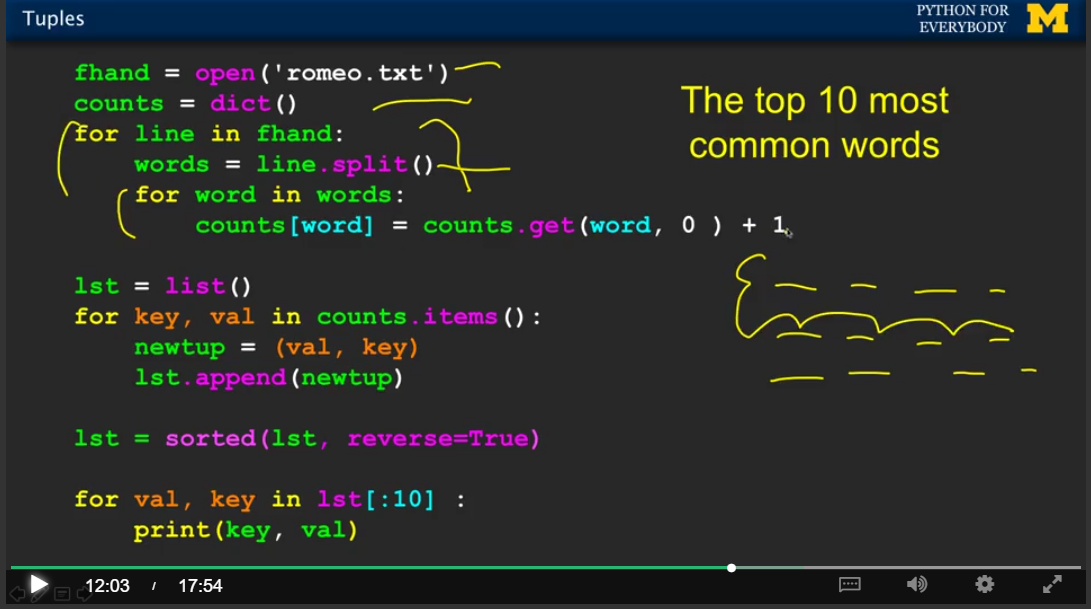 Tuples
PYTHON FOR
EVERYBODY
M
fhand = open('romeo.txt')
counts = dict()
for line in fhand:
    words = line.split()
    for word in words:
        counts[word] = counts.get(word, 0 ) + 1
The top 10 most
common words
lst = list()
for key, val in counts.items():
    newtup = (val, key)
    lst.append(newtup)
lst = sorted(lst, reverse=True)
for val, key in lst[:10] :
    print(key, val)
12:03 / 17:54